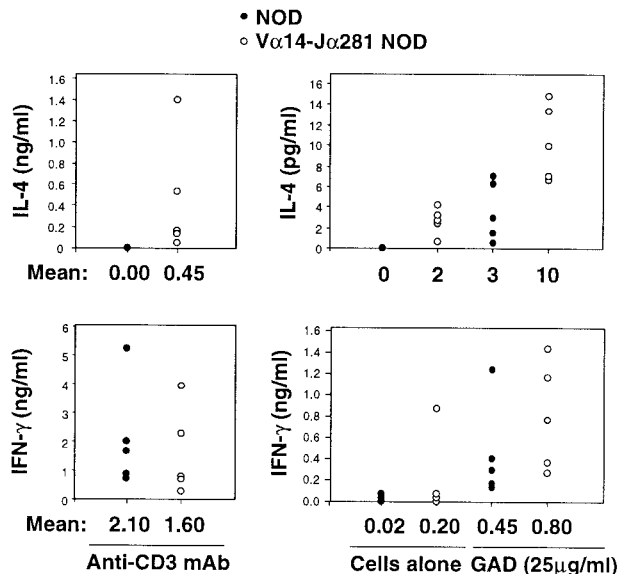 ● NOD
○ Vα14-Jα281 NOD
IL-4 (ng/ml)
1.6
1.4
1.2
1.0
0.8
0.6
0.4
0.2
0
Mean: 0.00 0.45
IL-4 (pg/ml)
16
14
12
10
8
6
4
2
0
0 2 3 10
IFN-γ (ng/ml)
6
5
4
3
2
1
0
Mean: 2.10 1.60
Anti-CD3 mAb
IFN-γ (ng/ml)
1.6
1.4
1.2
1.0
0.8
0.6
0.4
0.2
0.0
0.02 0.20 0.45 0.80
Cells alone GAD (25μg/ml)